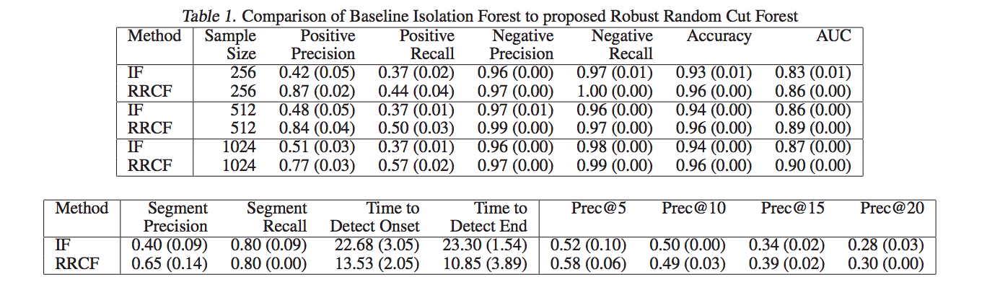 Table 1. Comparison of Baseline Isolation Forest to proposed Robust Random Cut Forest
Method Sample Positive Positive Negative Negative Accuracy AUC
Size Precision Recall Precision Recall
IF 256 0.42 (0.05) 0.37 (0.02) 0.96 (0.00) 0.97 (0.01) 0.93 (0.01) 0.83 (0.01)
RRCF 256 0.87 (0.02) 0.44 (0.04) 0.97 (0.00) 1.00 (0.00) 0.96 (0.00) 0.86 (0.00)
IF 512 0.48 (0.05) 0.37 (0.01) 0.97 (0.01) 0.96 (0.00) 0.94 (0.00) 0.86 (0.00)
RRCF 512 0.84 (0.04) 0.50 (0.03) 0.99 (0.00) 0.97 (0.00) 0.96 (0.00) 0.89 (0.00)
IF 1024 0.51 (0.03) 0.37 (0.01) 0.96 (0.00) 0.98 (0.00) 0.94 (0.00) 0.87 (0.00)
RRCF 1024 0.77 (0.03) 0.57 (0.02) 0.97 (0.00) 0.99 (0.00) 0.96 (0.00) 0.90 (0.00)
Method Segment Segment Time to Time to Prec@5 Prec@10 Prec@15 Prec@20
Precision Recall Detect Onset Detect End
IF 0.40 (0.09) 0.80 (0.09) 22.68 (3.05) 23.30 (1.54) 0.52 (0.10) 0.50 (0.00) 0.34 (0.02) 0.28 (0.03)
RRCF 0.65 (0.14) 0.80 (0.00) 13.53 (2.05) 10.85 (3.89) 0.58 (0.06) 0.49 (0.03) 0.39 (0.02) 0.30 (0.00)